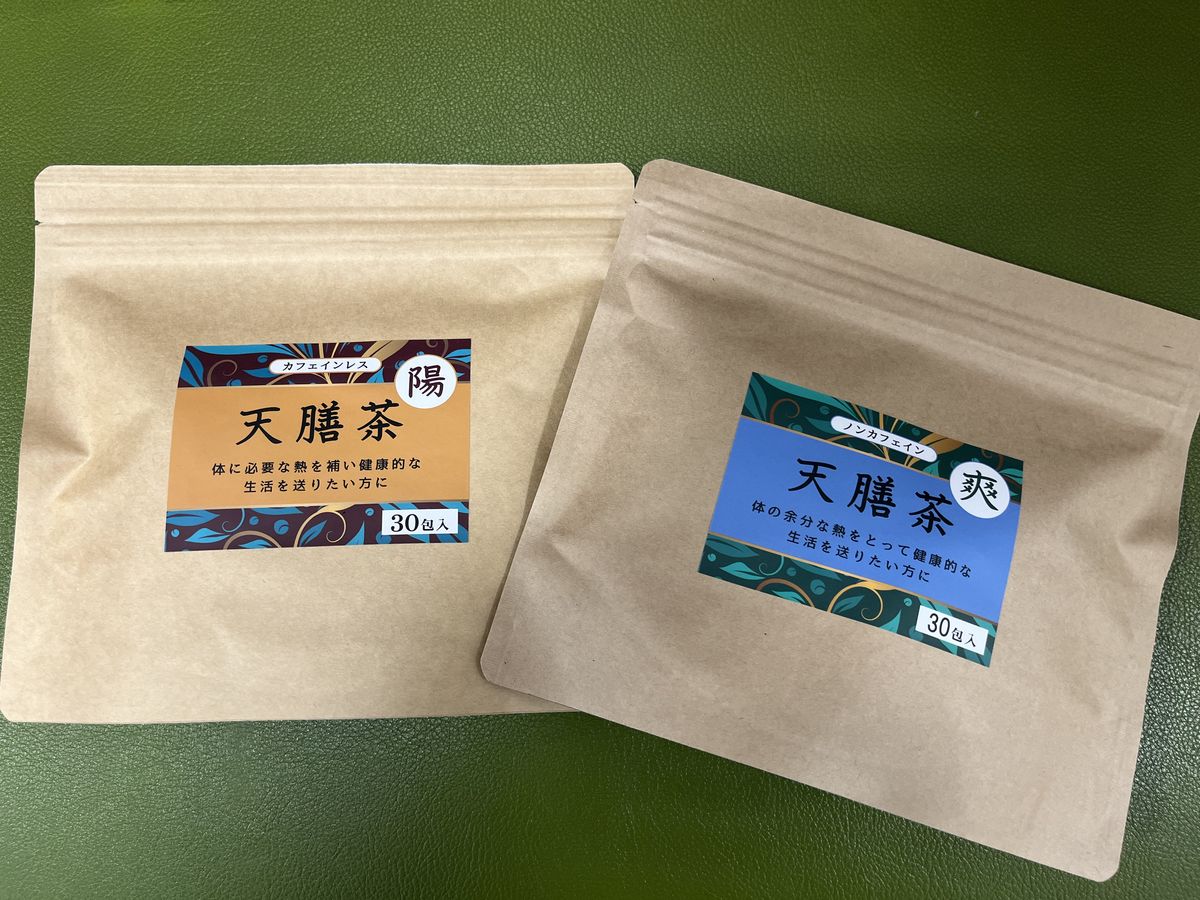 カフェインレス
陽
天膳茶
体に必要な熱を補い健康的な
生活を送りたい方に
30包入
ノンカフェイン
爽
天膳茶
体の余分な熱をとって健康的な
生活を送りたい方に
30包入